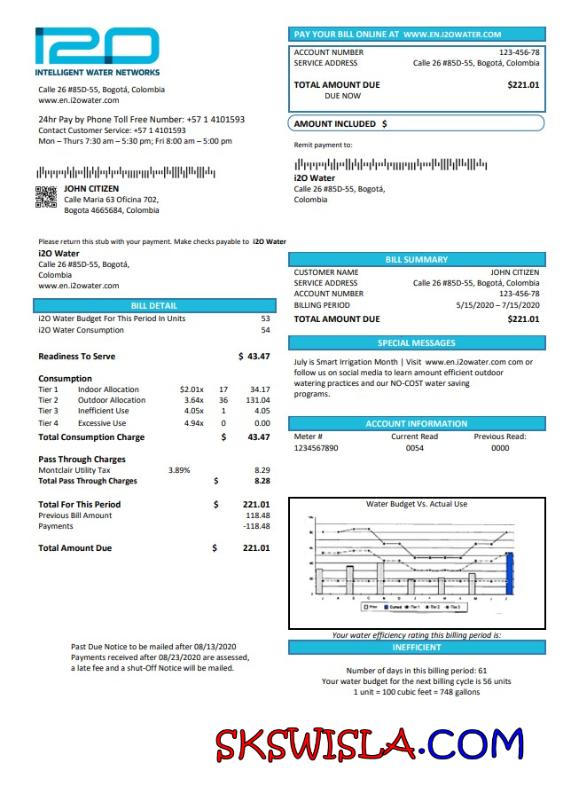 i2O
INTELLIGENT WATER NETWORKS
Calle 26 #85D-55, Bogotá, Colombia
www.en.i2owater.com
24hr Pay by Phone Toll Free Number: +57 1 4101593
Contact Customer Service: +57 1 4101593
Mon – Thurs 7:30 am – 5:30 pm; Fri 8:00 am – 5:00 pm
JOHN CITIZEN
Calle Maria 63 Oficina 702,
Bogota 4665684, Colombia
PAY YOUR BILL ONLINE AT WWW.EN.I2OWATER.COM
ACCOUNT NUMBER 123-456-78
SERVICE ADDRESS Calle 26 #85D-55, Bogotá, Colombia
TOTAL AMOUNT DUE $221.01
DUE NOW
AMOUNT INCLUDED $
Remit payment to:
i2O Water
Calle 26 #85D-55, Bogotá,
Colombia
Please return this stub with your payment. Make checks payable to i2O Water
i2O Water
Calle 26 #85D-55, Bogotá,
Colombia
www.en.i2owater.com
BILL DETAIL
i2O Water Budget For This Period In Units 53
i2O Water Consumption 54
Readiness To Serve $ 43.47
Consumption
Tier 1 Indoor Allocation $2.01x 17 34.17
Tier 2 Outdoor Allocation 3.64x 36 131.04
Tier 3 Inefficient Use 4.05x 1 4.05
Tier 4 Excessive Use 4.94x 0 0.00
Total Consumption Charge $ 43.47
Pass Through Charges
Montclair Utility Tax 3.89% 8.29
Total Pass Through Charges $ 8.28
Total For This Period $ 221.01
Previous Bill Amount 118.48
Payments -118.48
Total Amount Due $ 221.01
Past Due Notice to be mailed after 08/13/2020
Payments received after 08/23/2020 are assessed,
a late fee and a shut-Off Notice will be mailed.
BILL SUMMARY
CUSTOMER NAME JOHN CITIZEN
SERVICE ADDRESS Calle 26 #85D-55, Bogotá, Colombia
ACCOUNT NUMBER 123-456-78
BILLING PERIOD 5/15/2020 – 7/15/2020
TOTAL AMOUNT DUE $221.01
SPECIAL MESSAGES
July is Smart Irrigation Month | Visit www.en.i2owater.com com or
follow us on social media to learn amount efficient outdoor
watering practices and our NO-COST water saving
programs.
ACCOUNT INFORMATION
Meter # Current Read Previous Read:
1234567890 0054 0000
Water Budget Vs. Actual Use
Your water efficiency rating this billing period is:
INEFFICIENT
Number of days in this billing period: 61
Your water budget for the next billing cycle is 56 units
1 unit = 100 cubic feet = 748 gallons
SKSWISLA.COM